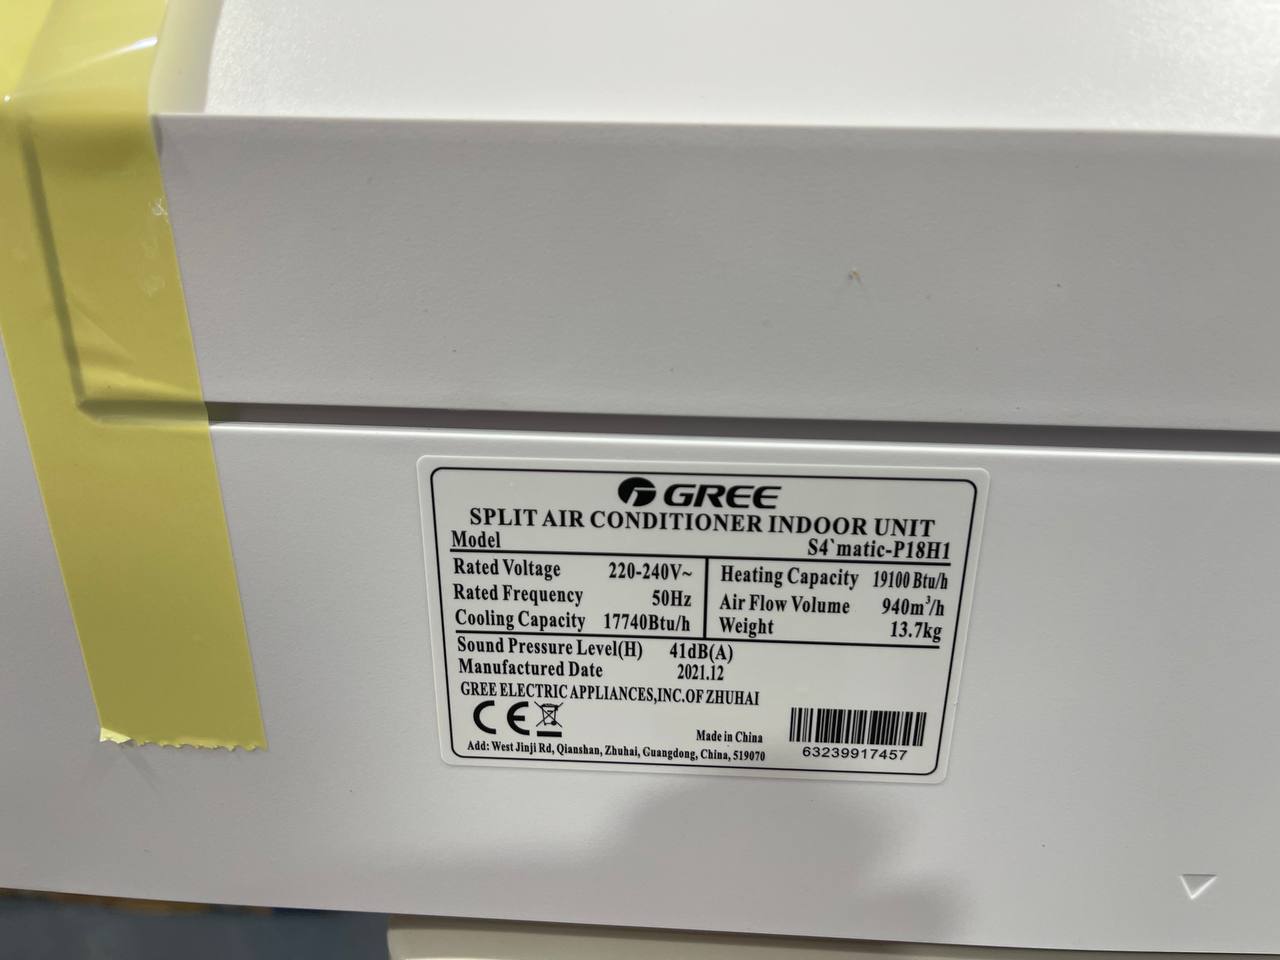 GREE
SPLIT AIR CONDITIONER INDOOR UNIT
Model S4`matic-P18H1
Rated Voltage 220-240V~
Rated Frequency 50Hz
Cooling Capacity 17740Btu/h
Heating Capacity 19100 Btu/h
Air Flow Volume 940m³/h
Weight 13.7kg
Sound Pressure Level(H) 41dB(A)
Manufactured Date 2021.12
GREE ELECTRIC APPLIANCES,INC.OF ZHUHAI
CE
Made in China
Add: West Jinji Rd, Qianshan, Zhuhai, Guangdong, China, 519070
63239917457